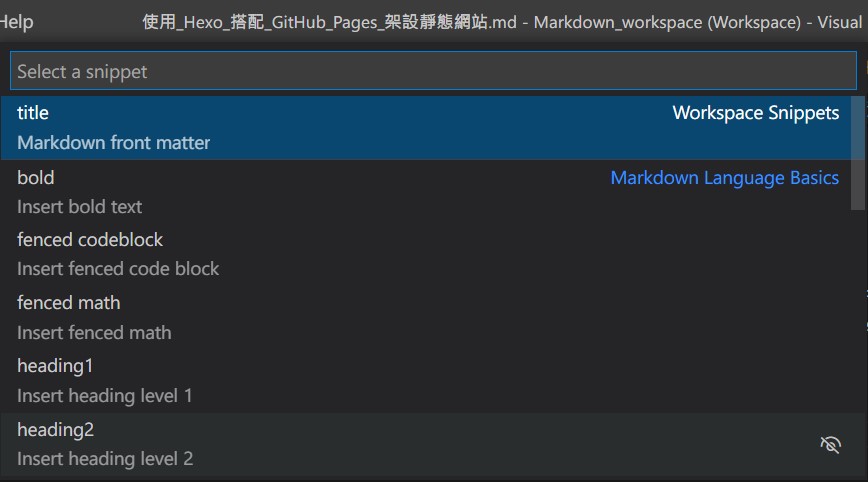 Help 使用_Hexo_搭配_GitHub_Pages_架設靜態網站.md - Markdown_workspace (Workspace) - Visual
Select a snippet
title Workspace Snippets
Markdown front matter
bold Markdown Language Basics
Insert bold text
fenced codeblock
Insert fenced code block
fenced math
Insert fenced math
heading1
Insert heading level 1
heading2
Insert heading level 2